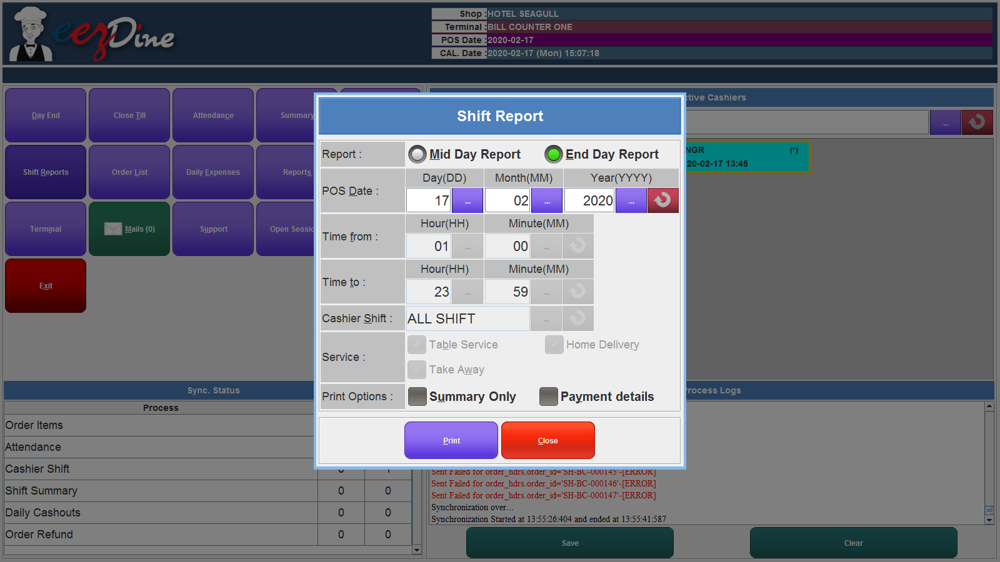 eezDine
Shop : HOTEL SEAGULL
Terminal : BILL COUNTER ONE
POS Date : 2020-02-17
CAL. Date : 2020-02-17 (Mon) 15:07:18
Day End
Close Till
Attendance
Summary
Shift Reports
Order List
Daily Expenses
Reports
Terminal
Mails (0)
Support
Exit
Cashiers
...
NGR (*)
20-02-17 13:45
Shift Report
Report : Mid Day Report End Day Report
Day(DD) Month(MM) Year(YYYY)
POS Date : 17 ... 02 ... 2020 ...
Hour(HH) Minute(MM)
Time from : 01 ... 00 ...
Hour(HH) Minute(MM)
Time to : 23 ... 59 ...
Cashier Shift : ALL SHIFT ...
Service : Table Service Home Delivery
Take Away
Print Options : Summary Only Payment details
Print Close
Sync. Status
Process
Order Items
Attendance
Cashier Shift
Shift Summary 0 0
Daily Cashouts 0 0
Order Refund 0 0
Process Logs
Sent Failed for order_hdrs.order_id='SH-BC-000145'-[ERROR]
Sent Failed for order_hdrs.order_id='SH-BC-000146'-[ERROR]
Sent Failed for order_hdrs.order_id='SH-BC-000147'-[ERROR]
Synchronization over...
Synchronization Started at 13:55:26:404 and ended at 13:55:41:587
Save Clear